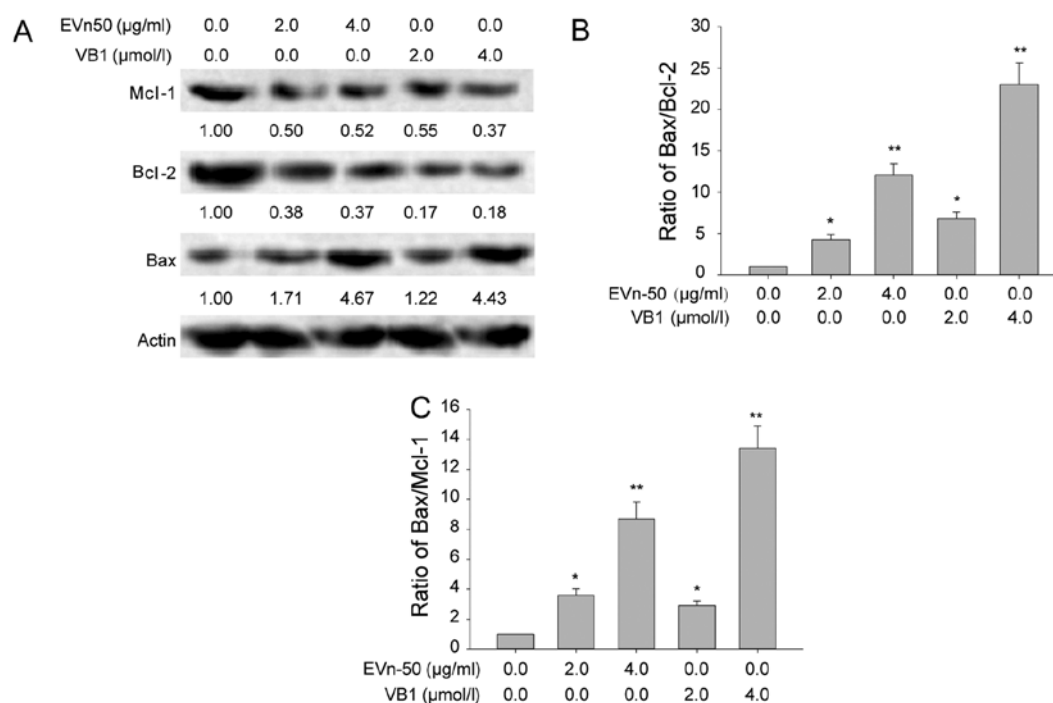 A
EVn50 (µg/ml) 0.0 2.0 4.0 0.0 0.0
VB1 (µmol/l) 0.0 0.0 0.0 2.0 4.0
Mcl-1
1.00 0.50 0.52 0.55 0.37
Bcl-2
1.00 0.38 0.37 0.17 0.18
Bax
1.00 1.71 4.67 1.22 4.43
Actin
B
Ratio of Bax/Bcl-2
30
25
20
15
10
5
0
*
**
*
**
EVn-50 (µg/ml) 0.0 2.0 4.0 0.0 0.0
VB1 (µmol/l) 0.0 0.0 0.0 2.0 4.0
C
Ratio of Bax/Mcl-1
16
14
12
10
8
6
4
2
0
*
**
*
**
EVn-50 (µg/ml) 0.0 2.0 4.0 0.0 0.0
VB1 (µmol/l) 0.0 0.0 0.0 2.0 4.0